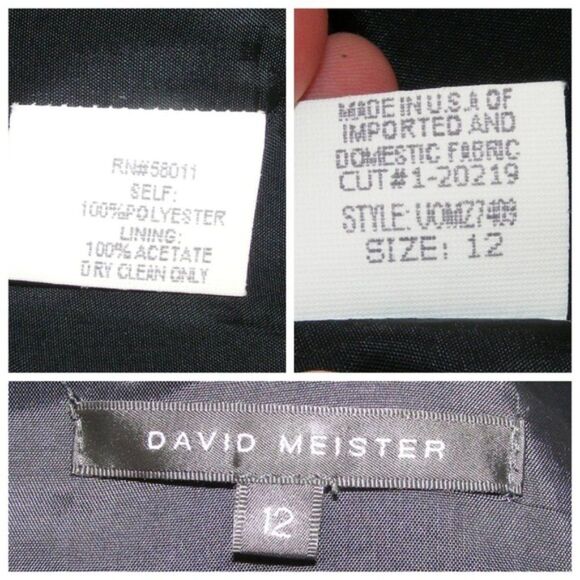 RN#58011
SELF:
100%POLYESTER
LINING:
100% ACETATE
DRY CLEAN ONLY
MADE IN U.S.A OF
IMPORTED AND
DOMESTIC FABRIC
CUT#1-20219
STYLE:
SIZE: 12
DAVID MEISTER
12